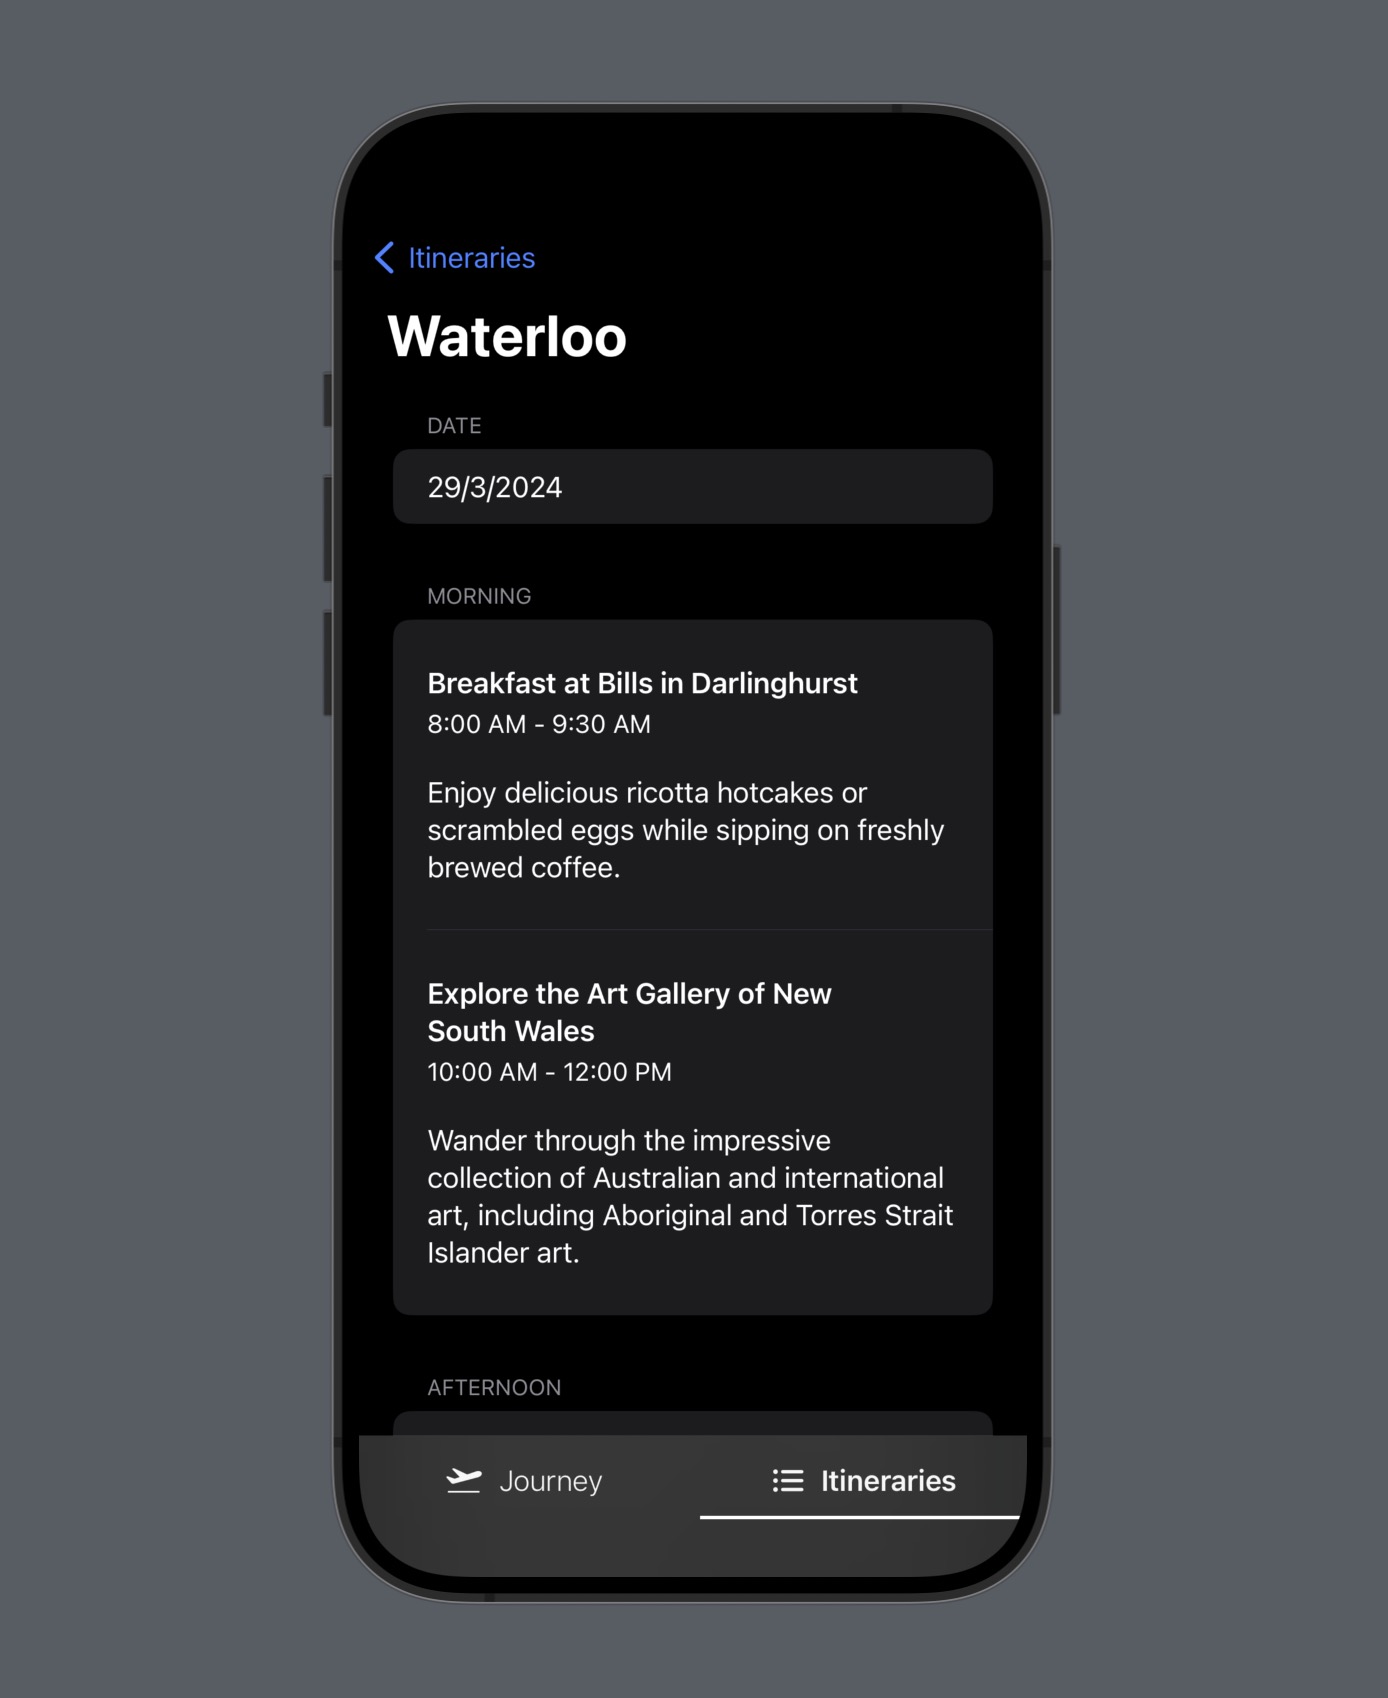 Itineraries
Waterloo
DATE
29/3/2024
MORNING
Breakfast at Bills in Darlinghurst
8:00 AM - 9:30 AM
Enjoy delicious ricotta hotcakes or
scrambled eggs while sipping on freshly
brewed coffee.
Explore the Art Gallery of New
South Wales
10:00 AM - 12:00 PM
Wander through the impressive
collection of Australian and international
art, including Aboriginal and Torres Strait
Islander art.
AFTERNOON
Journey
Itineraries